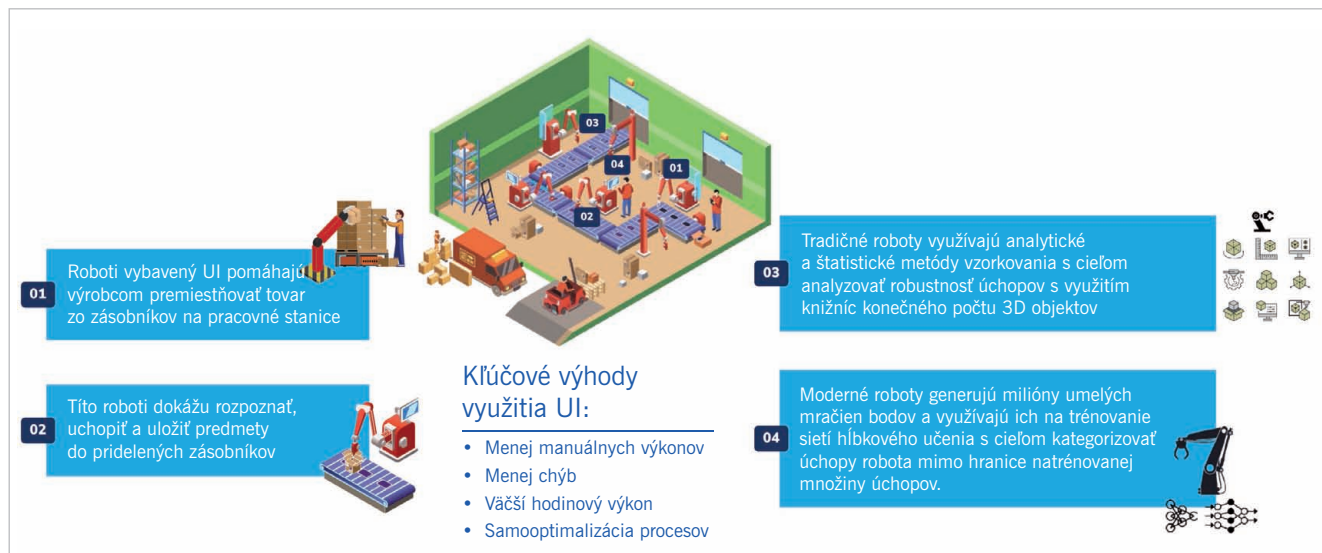 03
04
01
02
01
Roboti vybavený UI pomáhajú
výrobcom premiestňovať tovar
zo zásobníkov na pracovné stanice
02
Títo roboti dokážu rozpoznať,
uchopiť a uložiť predmety
do pridelených zásobníkov
Kľúčové výhody
využitia UI:
• Menej manuálnych výkonov
• Menej chýb
• Väčší hodinový výkon
• Samooptimalizácia procesov
03
Tradičné roboty využívajú analytické
a štatistické metódy vzorkovania s cieľom
analyzovať robustnosť úchopov s využitím
knižníc konečného počtu 3D objektov
04
Moderné roboty generujú milióny umelých
mračien bodov a využívajú ich na trénovanie
sietí hĺbkového učenia s cieľom kategorizovať
úchopy robota mimo hranice natrénovanej
množiny úchopov.